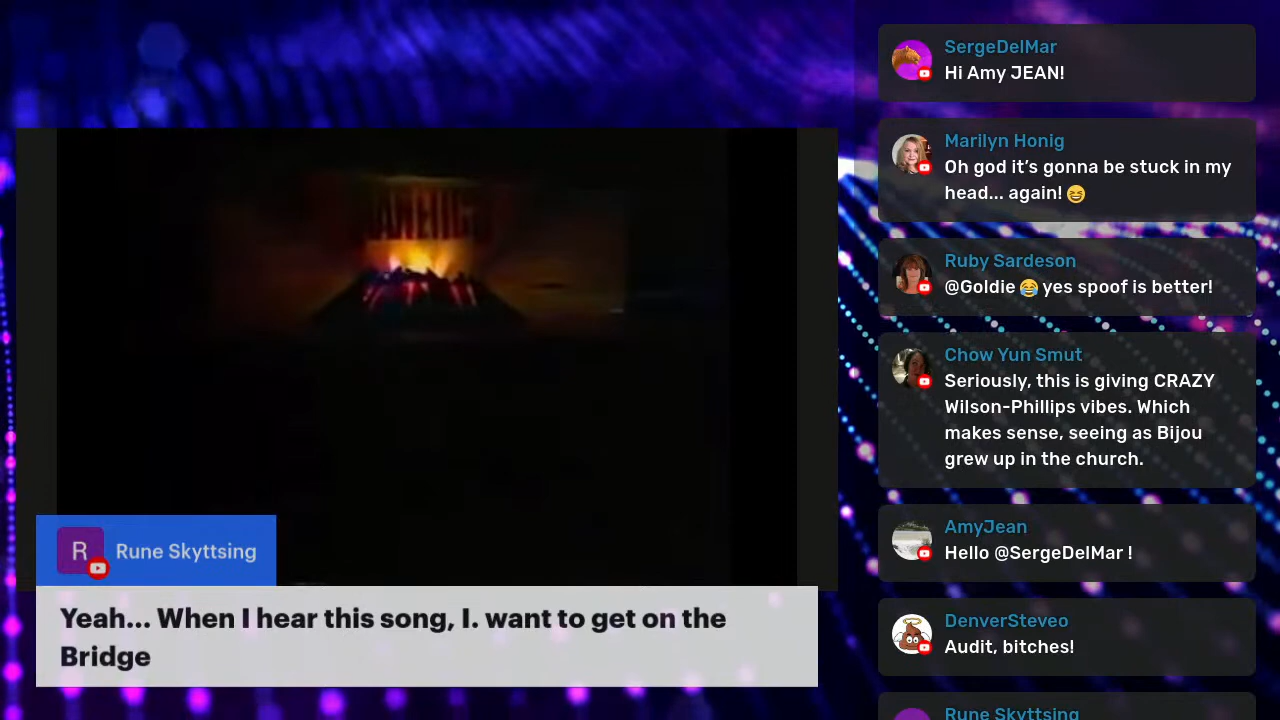 SergeDelMar
Hi Amy JEAN!
Marilyn Honig
Oh god it’s gonna be stuck in my
head... again! 😆
Ruby Sardeson
@Goldie 😂 yes spoof is better!
Chow Yun Smut
Seriously, this is giving CRAZY
Wilson-Phillips vibes. Which
makes sense, seeing as Bijou
grew up in the church.
AmyJean
Hello @SergeDelMar !
DenverSteveo
Audit, bitches!
Rune Skyttsing
R
Rune Skyttsing
Yeah... When I hear this song, I. want to get on the
Bridge